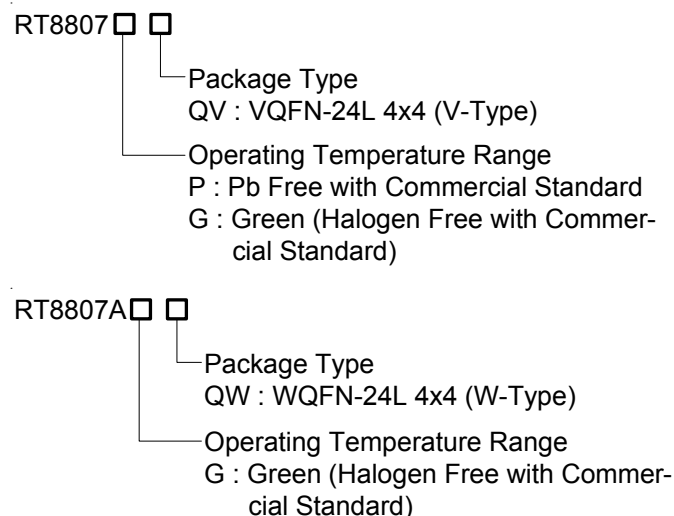 RT8807□ □
Package Type
QV : VQFN-24L 4x4 (V-Type)
Operating Temperature Range
P : Pb Free with Commercial Standard
G : Green (Halogen Free with Commer-
cial Standard)
RT8807A□ □
Package Type
QW : WQFN-24L 4x4 (W-Type)
Operating Temperature Range
G : Green (Halogen Free with Commer-
cial Standard)